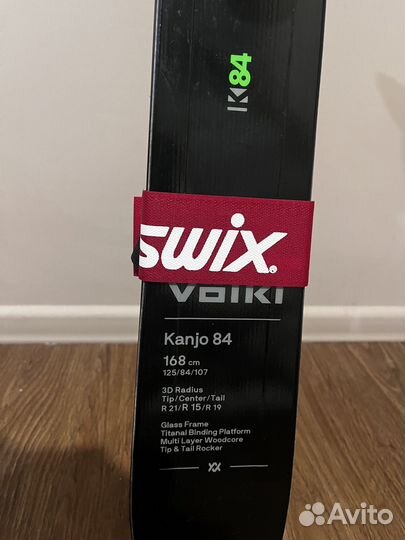 K84
swix®
VÖLKL
Kanjo 84
168 cm
125/84/107
3D Radius
Tip/Center/Tail
R 21/R 15/R 19
Glass Frame
Titanal Binding Platform
Multi Layer Woodcore
Tip & Tail Rocker
Avito